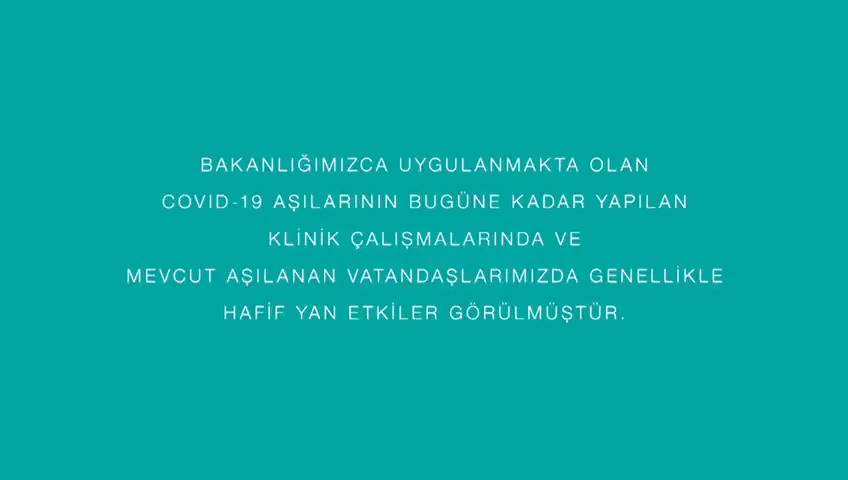 BAKANLIĞIMIZCA UYGULANMAKTA OLAN
COVID-19 AŞILARININ BUGÜNE KADAR YAPILAN
KLİNİK ÇALIŞMALARINDA VE
MEVCUT AŞILANAN VATANDAŞLARIMIZDA GENELLİKLE
HAFİF YAN ETKİLER GÖRÜLMÜŞTÜR.